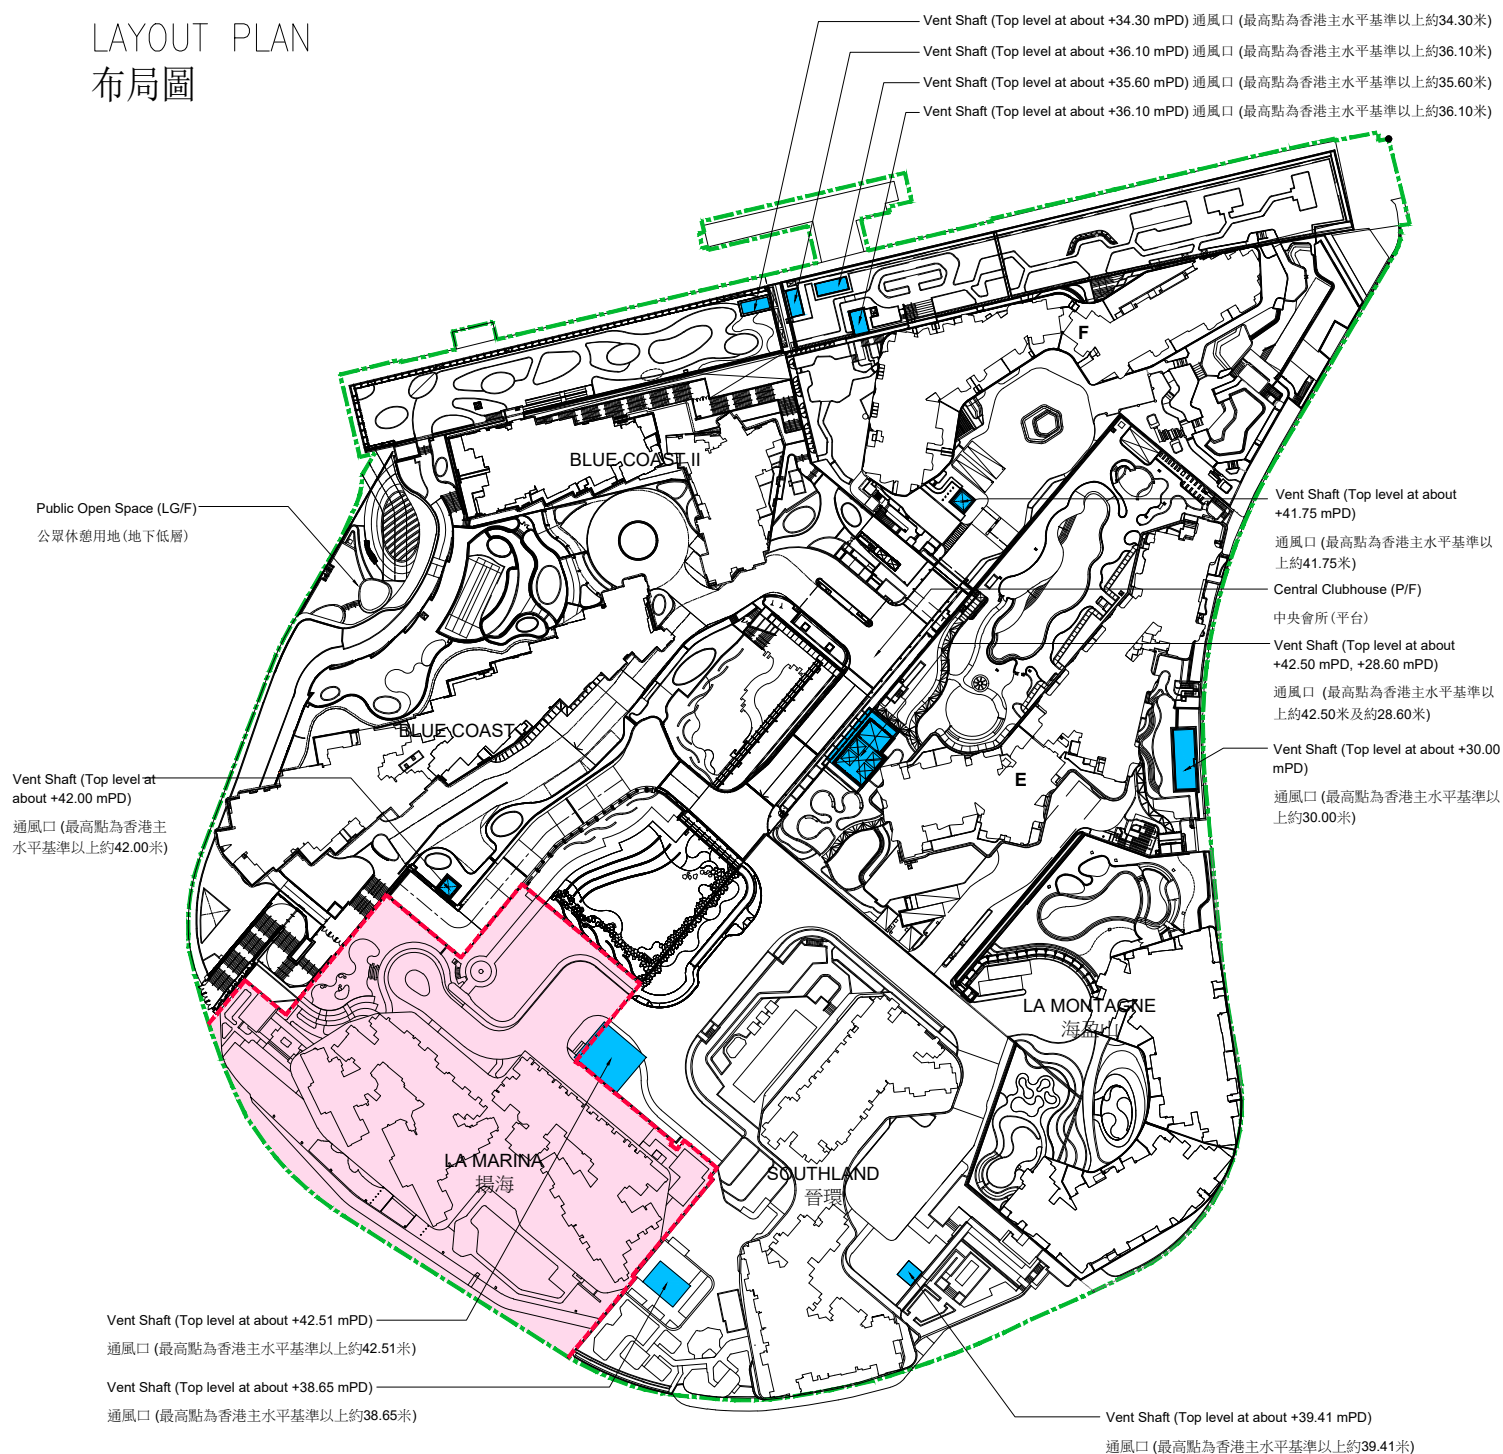 LAYOUT PLAN
布局圖
Vent Shaft (Top level at about +34.30 mPD) 通風口 (最高點為香港主水平基準以上約34.30米)
Vent Shaft (Top level at about +36.10 mPD) 通風口 (最高點為香港主水平基準以上約36.10米)
Vent Shaft (Top level at about +35.60 mPD) 通風口 (最高點為香港主水平基準以上約35.60米)
Vent Shaft (Top level at about +36.10 mPD) 通風口 (最高點為香港主水平基準以上約36.10米)
F
BLUE COAST II
Public Open Space (LG/F)
公眾休憩用地 (地下低層)
Vent Shaft (Top level at about
+41.75 mPD)
通風口 (最高點為香港主水平基準以
上約41.75米)
Central Clubhouse (P/F)
中央會所 (平台)
Vent Shaft (Top level at about
+42.50 mPD, +28.60 mPD)
通風口 (最高點為香港主水平基準以
上約42.50米及約28.60米)
BLUE COAST
Vent Shaft (Top level at about +30.00
mPD)
通風口 (最高點為香港主水平基準以
上約30.00米)
E
Vent Shaft (Top level at
about +42.00 mPD)
通風口 (最高點為香港主
水平基準以上約42.00米)
LA MONTAGNE
海盈山
LA MARINA
揚海
SOUTHLAND
晉環
Vent Shaft (Top level at about +42.51 mPD)
通風口 (最高點為香港主水平基準以上約42.51米)
Vent Shaft (Top level at about +38.65 mPD)
通風口 (最高點為香港主水平基準以上約38.65米)
Vent Shaft (Top level at about +39.41 mPD)
通風口 (最高點為香港主水平基準以上約39.41米)